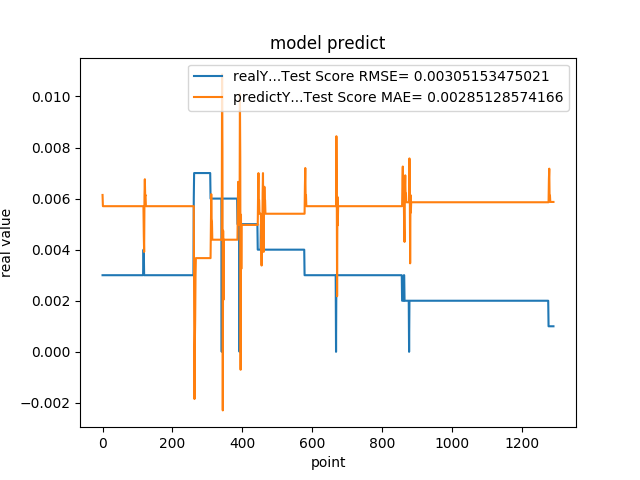 model predict
realY...Test Score RMSE= 0.00305153475021
predictY...Test Score MAE= 0.00285128574166
real value
0.010
0.008
0.006
0.004
0.002
0.000
−0.002
0 200 400 600 800 1000 1200
point